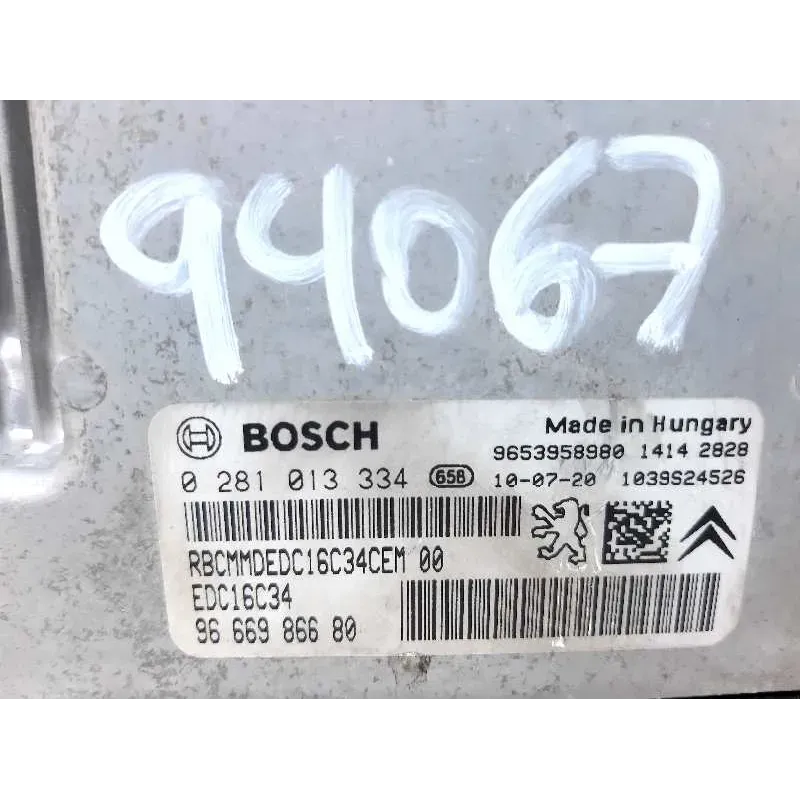 94067
BOSCH
Made in Hungary
9653958980 1414 2828
0 281 013 334 658 10-07-20 1039S24526
RBCMMDEDC16C34CEM 00
EDC16C34
96 669 866 80